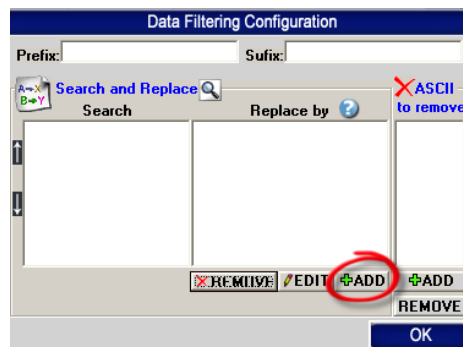 Data Filtering Configuration
Prefix: Sufix:
A→X
B→Y
Search and Replace
ASCII
to remove
Search Replace by ?
REMOVE EDIT ADD ADD
REMOVE
OK